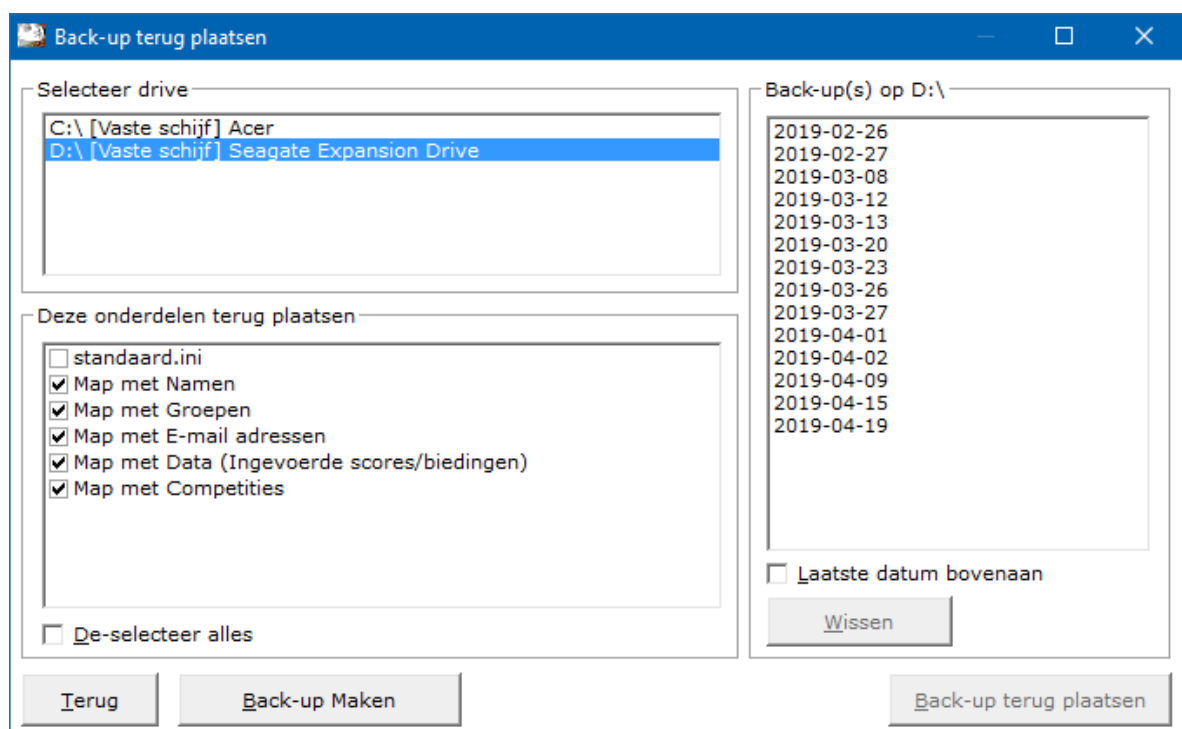 Back-up terug plaatsen
Selecteer drive
C:\ [Vaste schijf] Acer
D:\ [Vaste schijf] Seagate Expansion Drive
Deze onderdelen terug plaatsen
standaard.ini
Map met Namen
Map met Groepen
Map met E-mail adressen
Map met Data (Ingevoerde scores/biedingen)
Map met Competities
De-selecteer alles
Back-up(s) op D:\
2019-02-26
2019-02-27
2019-03-08
2019-03-12
2019-03-13
2019-03-20
2019-03-23
2019-03-26
2019-03-27
2019-04-01
2019-04-02
2019-04-09
2019-04-15
2019-04-19
Laatste datum bovenaan
Wissen
Terug
Back-up Maken
Back-up terug plaatsen